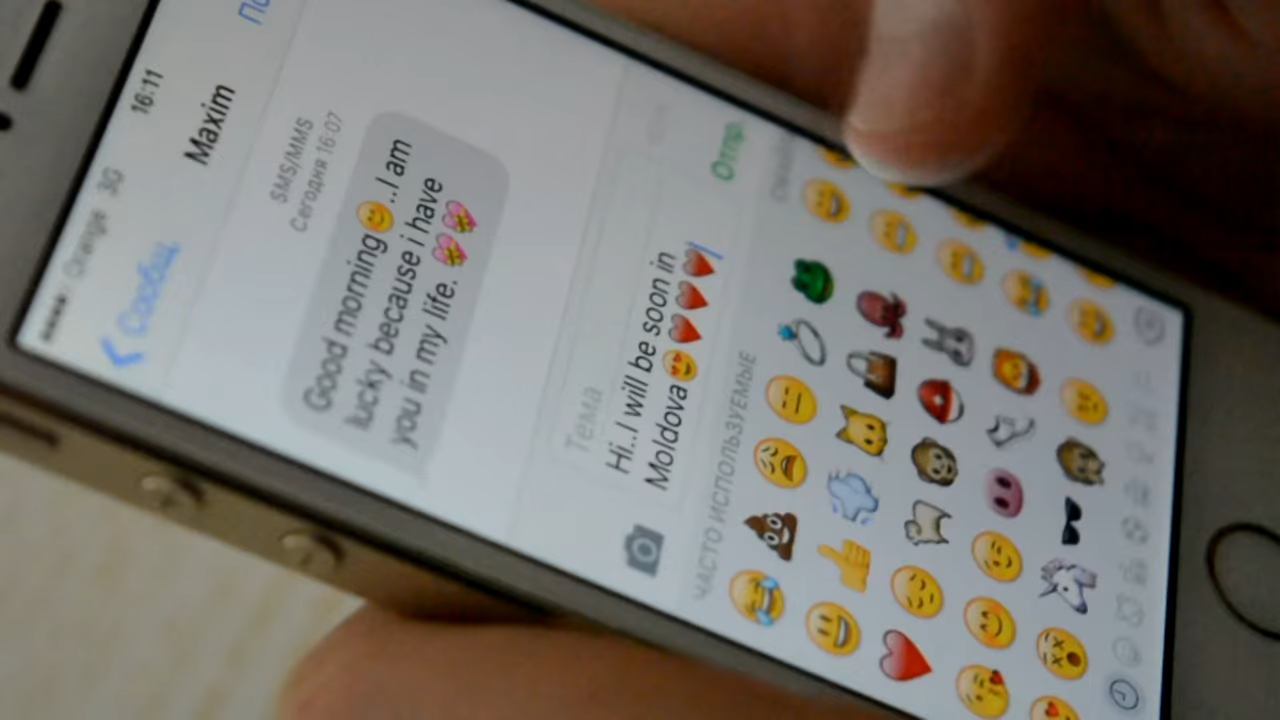 Orange 3G 16:11
Сообщ.
Maxim
SMS/MMS
Сегодня 16:07
Good morning😊..I am
lucky because i have
you in my life. 💝💝
Тема
Hi..I will be soon in
Moldova😍❤️❤️❤️
Отпр.
ЧАСТО ИСПОЛЬЗУЕМЫЕ